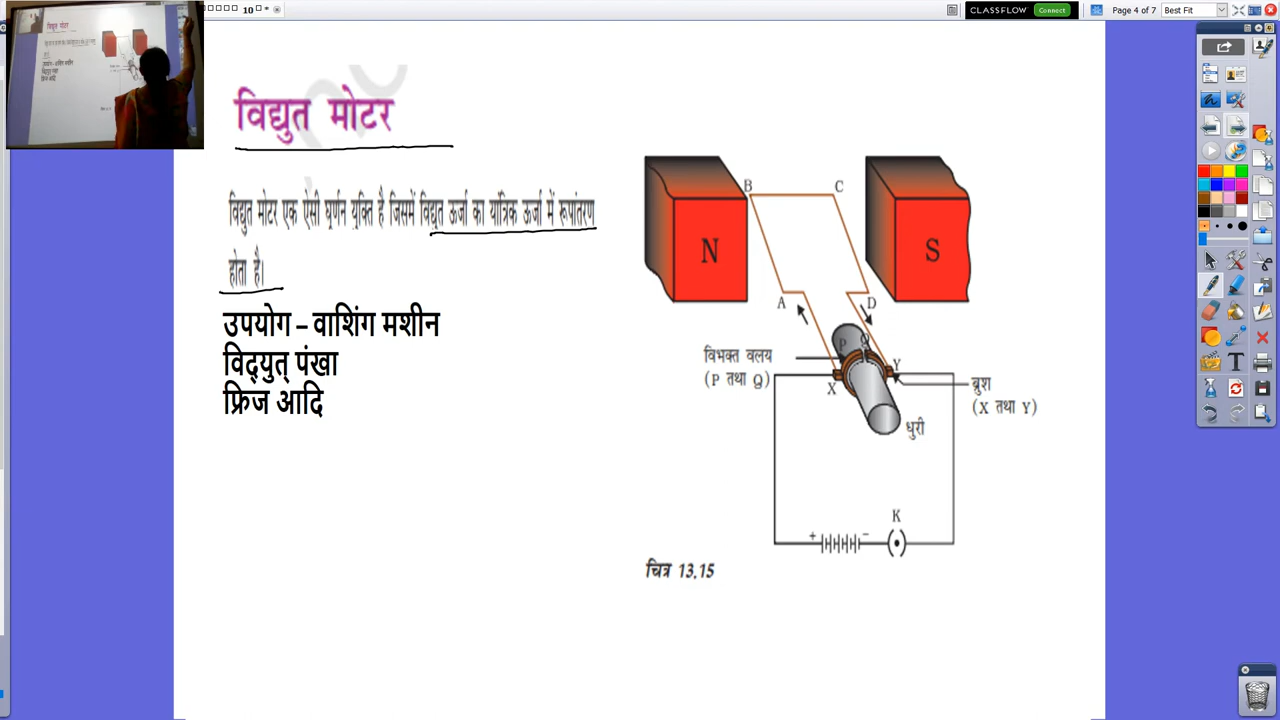 10
CLASSFLOW Connect
Page 4 of 7
Best Fit
विद्युत मोटर
विद्युत मोटर एक ऐसी घूर्णन युक्ति है जिसमें विद्युत ऊर्जा का यांत्रिक ऊर्जा में रूपांतरण
होता है।
उपयोग – वाशिंग मशीन
विद्‌युत् पंखा
फ्रिज आदि
B
C
N
S
A
D
विभक्त वलय
(P तथा Q)
P
Q
X
Y
ब्रुश
(X तथा Y)
धुरी
K
+
−
चित्र 13.15